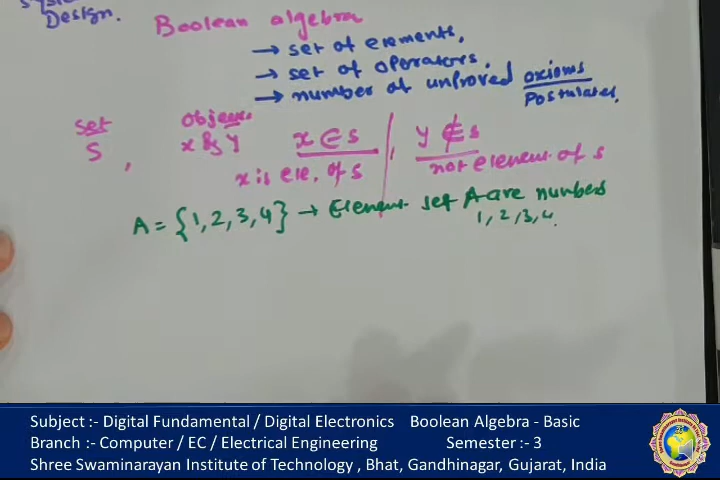 Design. Boolean algebra
→ set of elements,
→ set of operators.
→ number of unproved axioms
Postulates,
set objects
S, x & y x ∈ s, y ∉ s
x is ele. of s not element of s
A = {1,2,3,4} → Element set A are numbers
1,2,3,4.
Subject :- Digital Fundamental / Digital Electronics Boolean Algebra - Basic
Branch :- Computer / EC / Electrical Engineering Semester :- 3
Shree Swaminarayan Institute of Technology , Bhat, Gandhinagar, Gujarat, India